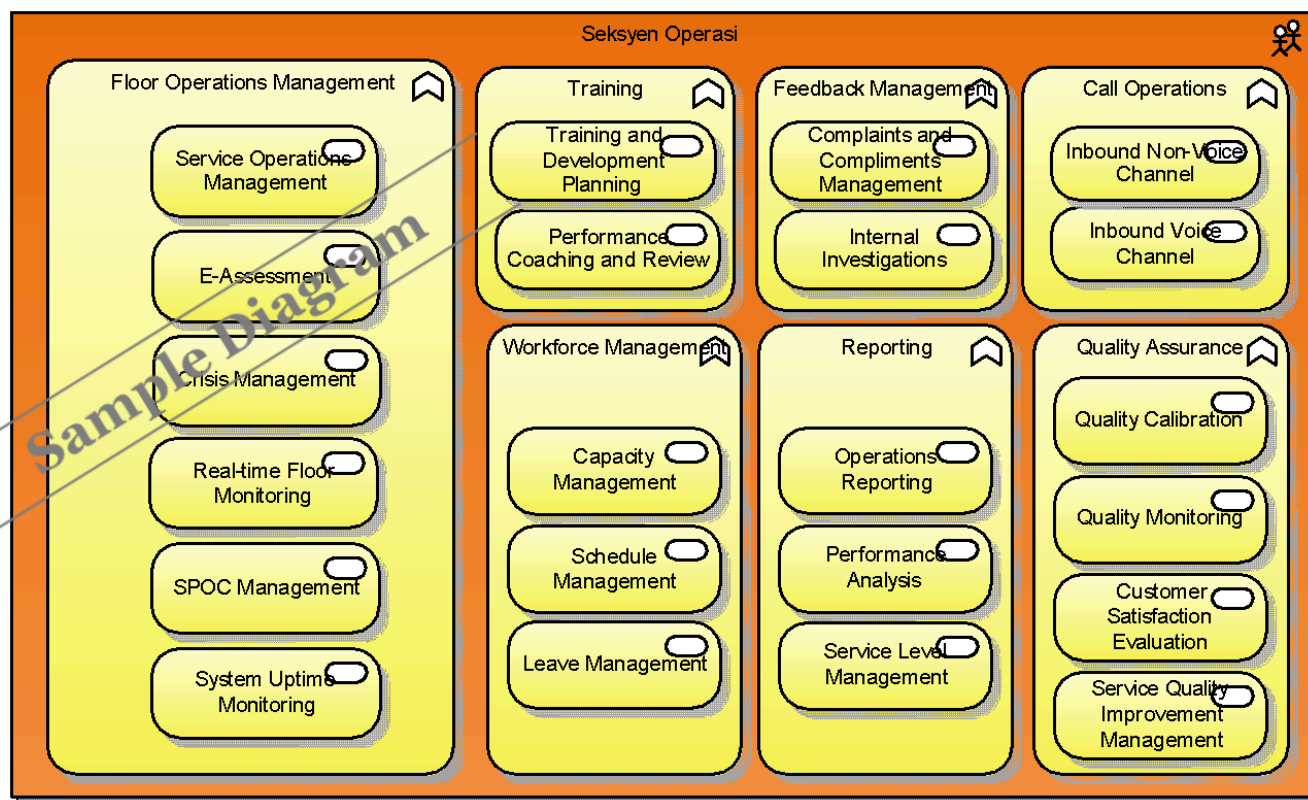 Seksyen Operasi
Floor Operations Management
Service Operations
Management
E-Assessment
Crisis Management
Real-time Floor
Monitoring
SPOC Management
System Uptime
Monitoring
Training
Training and
Development
Planning
Performance
Coaching and Review
Feedback Management
Complaints and
Compliments
Management
Internal
Investigations
Call Operations
Inbound Non-Voice
Channel
Inbound Voice
Channel
Workforce Management
Capacity
Management
Schedule
Management
Leave Management
Reporting
Operations
Reporting
Performance
Analysis
Service Level
Management
Quality Assurance
Quality Calibration
Quality Monitoring
Customer
Satisfaction
Evaluation
Service Quality
Improvement
Management
Sample Diagram